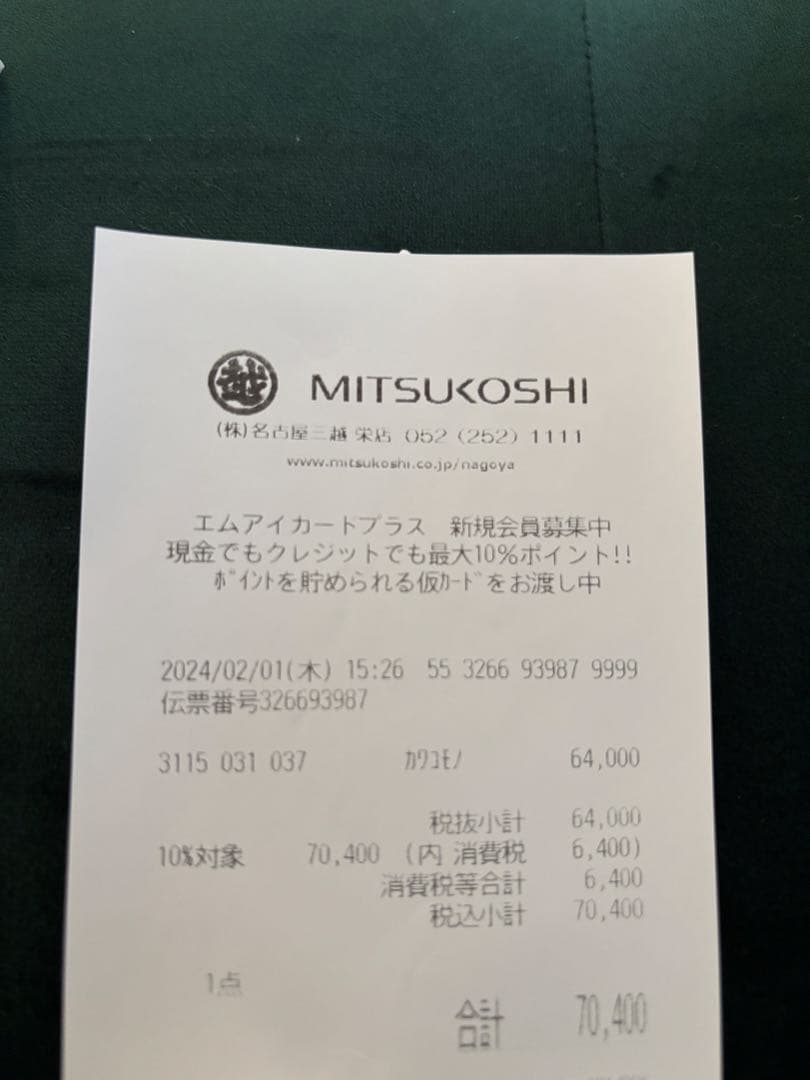 越 MITSUKOSHI
(株)名古屋三越 栄店 052 (252) 1111
www.mitsukoshi.co.jp/nagoya
エムアイカードプラス 新規会員募集中
現金でもクレジットでも最大10%ポイント!!
ﾎﾟｲﾝﾄを貯められる仮ｶｰﾄﾞをお渡し中
2024/02/01(木) 15:26 55 3266 93987 9999
伝票番号326693987
3115 031 037 ｶﾜｺﾓﾉ 64,000
税抜小計 64,000
10%対象 70,400 (内 消費税 6,400)
消費税等合計 6,400
税込小計 70,400
1点
合計 70,400